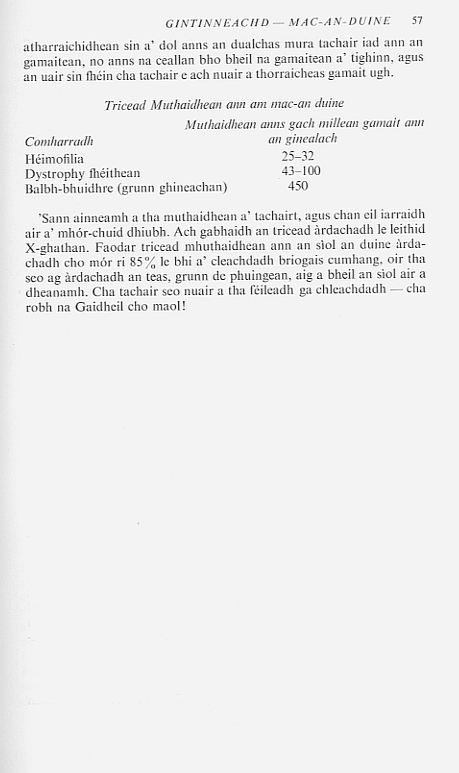 GINTINNEACHD — MAC-AN-DUINE 57
atharraichidhean sin a' dol anns an dualchas mura tachair iad ann an
gamaitean, no anns na ceallan bho bheil na gamaitean a' tighinn, agus
an uair sin fhéin cha tachair e ach nuair a thorraicheas gamait ugh.
Tricead Muthaidhean ann am mac-an duine
Muthaidhean anns gach millean gamait ann
Comharradh an ginealach
Héimofilia 25–32
Dystrophy fhéithean 43–100
Balbh-bhuidhre (grunn ghineachan) 450
'Sann ainneamh a tha muthaidhean a' tachairt, agus chan eil iarraidh
air a' mhór-chuid dhiubh. Ach gabhaidh an tricead àrdachadh le leithid
X-ghathan. Faodar tricead mhuthaidhean ann an sìol an duine àrda-
chadh cho mór ri 85% le bhi a' cleachdadh briogais cumhang, oir tha
seo ag àrdachadh an teas, grunn de phuingean, aig a bheil an sìol air a
dheanamh. Cha tachair seo nuair a tha féileadh ga chleachdadh — cha
robh na Gaidheil cho maol!